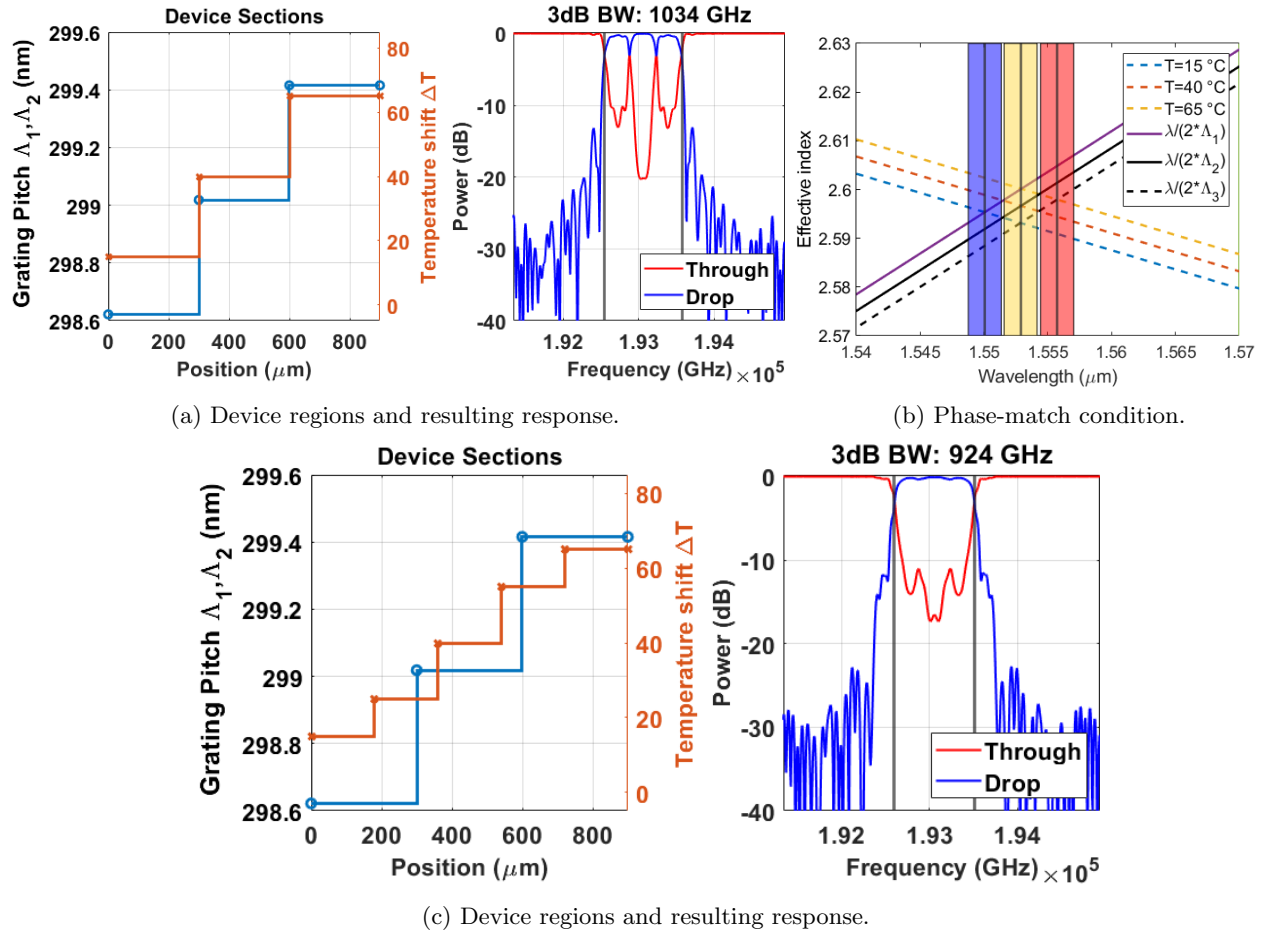 Device Sections
299.6
299.4
299.2
299
298.8
298.6
Grating Pitch Λ1,Λ2 (nm)
80
60
40
20
0
Temperature shift ΔT
0 200 400 600 800
Position (μm)
3dB BW: 1034 GHz
0
-10
-20
-30
-40
Power (dB)
Through
Drop
1.92 1.93 1.94
Frequency (GHz) ×10^5
2.63
2.62
2.61
2.6
2.59
2.58
2.57
Effective index
T=15 °C
T=40 °C
T=65 °C
λ/(2*Λ1)
λ/(2*Λ2)
λ/(2*Λ3)
1.54 1.545 1.55 1.555 1.56 1.565 1.57
Wavelength (μm)
(a) Device regions and resulting response.
(b) Phase-match condition.
Device Sections
299.6
299.4
299.2
299
298.8
298.6
Grating Pitch Λ1,Λ2 (nm)
80
60
40
20
0
Temperature shift ΔT
0 200 400 600 800
Position (μm)
3dB BW: 924 GHz
0
-10
-20
-30
-40
Power (dB)
Through
Drop
1.92 1.93 1.94
Frequency (GHz) ×10^5
(c) Device regions and resulting response.